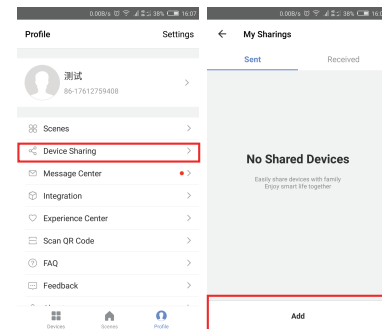 0.00B/s 38% 16:07
Profile
Settings
测试
86-17612759408
Scenes
Device Sharing
Message Center
Integration
Experience Center
Scan QR Code
FAQ
Feedback
Devices
Scenes
Profile
0.00B/s 38% 16:0
My Sharings
Sent
Received
No Shared Devices
Easily share devices with family
Enjoy smart life together
Add